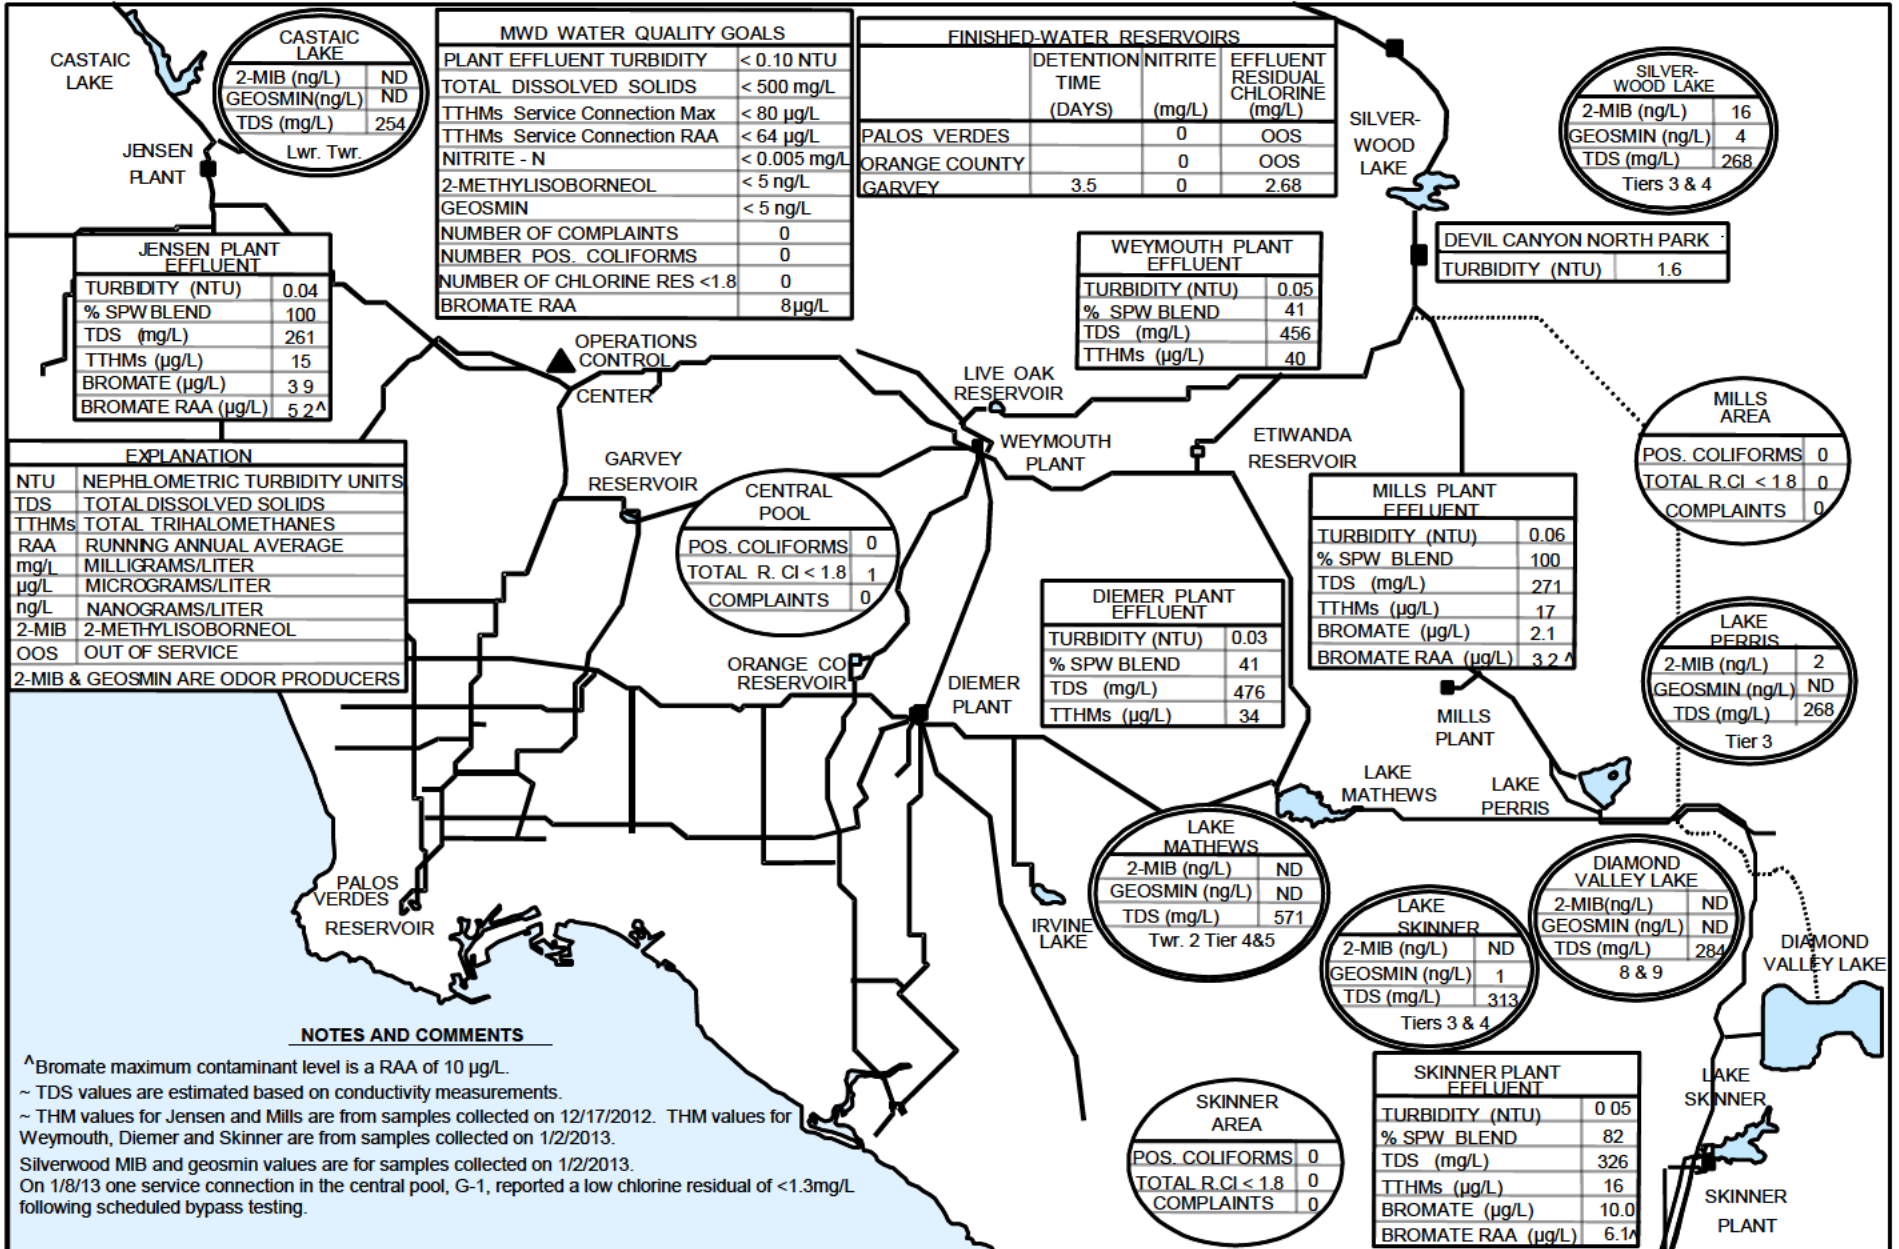 CASTAIC
LAKE
CASTAIC
LAKE
2-MIB (ng/L) ND
GEOSMIN(ng/L) ND
TDS (mg/L) 254
Lwr. Twr.
JENSEN
PLANT
MWD WATER QUALITY GOALS
PLANT EFFLUENT TURBIDITY < 0.10 NTU
TOTAL DISSOLVED SOLIDS < 500 mg/L
TTHMs Service Connection Max < 80 µg/L
TTHMs Service Connection RAA < 64 µg/L
NITRITE - N < 0.005 mg/L
2-METHYLISOBORNEOL < 5 ng/L
GEOSMIN < 5 ng/L
NUMBER OF COMPLAINTS 0
NUMBER POS. COLIFORMS 0
NUMBER OF CHLORINE RES <1.8 0
BROMATE RAA 8µg/L
FINISHED-WATER RESERVOIRS
DETENTION NITRITE EFFLUENT
TIME RESIDUAL
CHLORINE
(DAYS) (mg/L) (mg/L)
PALOS VERDES 0 OOS
ORANGE COUNTY 0 OOS
GARVEY 3.5 0 2.68
SILVER-
WOOD
LAKE
SILVER-
WOOD LAKE
2-MIB (ng/L) 16
GEOSMIN (ng/L) 4
TDS (mg/L) 268
Tiers 3 & 4
DEVIL CANYON NORTH PARK
TURBIDITY (NTU) 1.6
JENSEN PLANT
EFFLUENT
TURBIDITY (NTU) 0.04
% SPW BLEND 100
TDS (mg/L) 261
TTHMs (µg/L) 15
BROMATE (µg/L) 3 9
BROMATE RAA (µg/L) 5 2^
WEYMOUTH PLANT
EFFLUENT
TURBIDITY (NTU) 0.05
% SPW BLEND 41
TDS (mg/L) 456
TTHMs (µg/L) 40
OPERATIONS
CONTROL
CENTER
LIVE OAK
RESERVOIR
WEYMOUTH
PLANT
ETIWANDA
RESERVOIR
GARVEY
RESERVOIR
MILLS
AREA
POS. COLIFORMS 0
TOTAL R.Cl < 1 8 0
COMPLAINTS 0
EXPLANATION
NTU NEPHELOMETRIC TURBIDITY UNITS
TDS TOTAL DISSOLVED SOLIDS
TTHMs TOTAL TRIHALOMETHANES
RAA RUNNING ANNUAL AVERAGE
mg/L MILLIGRAMS/LITER
µg/L MICROGRAMS/LITER
ng/L NANOGRAMS/LITER
2-MIB 2-METHYLISOBORNEOL
OOS OUT OF SERVICE
2-MIB & GEOSMIN ARE ODOR PRODUCERS
CENTRAL
POOL
POS. COLIFORMS 0
TOTAL R. Cl < 1.8 1
COMPLAINTS 0
MILLS PLANT
EFFLUENT
TURBIDITY (NTU) 0.06
% SPW BLEND 100
TDS (mg/L) 271
TTHMs (µg/L) 17
BROMATE (µg/L) 2.1
BROMATE RAA (µg/L) 3 2 ^
DIEMER PLANT
EFFLUENT
TURBIDITY (NTU) 0.03
% SPW BLEND 41
TDS (mg/L) 476
TTHMs (µg/L) 34
LAKE
PERRIS
2-MIB (ng/L) 2
GEOSMIN (ng/L) ND
TDS (mg/L) 268
Tier 3
ORANGE CO
RESERVOIR
DIEMER
PLANT
MILLS
PLANT
LAKE
MATHEWS
LAKE
PERRIS
LAKE
MATHEWS
2-MIB (ng/L) ND
GEOSMIN (ng/L) ND
TDS (mg/L) 571
Twr. 2 Tier 4&5
DIAMOND
VALLEY LAKE
2-MIB(ng/L) ND
GEOSMIN (ng/L) ND
TDS (mg/L) 284
8 & 9
LAKE
SKINNER
2-MIB (ng/L) ND
GEOSMIN (ng/L) 1
TDS (mg/L) 313
Tiers 3 & 4
PALOS
VERDES
RESERVOIR
IRVINE
LAKE
DIAMOND
VALLEY LAKE
NOTES AND COMMENTS
^Bromate maximum contaminant level is a RAA of 10 µg/L.
~ TDS values are estimated based on conductivity measurements.
~ THM values for Jensen and Mills are from samples collected on 12/17/2012. THM values for
Weymouth, Diemer and Skinner are from samples collected on 1/2/2013.
Silverwood MIB and geosmin values are for samples collected on 1/2/2013.
On 1/8/13 one service connection in the central pool, G-1, reported a low chlorine residual of <1.3mg/L
following scheduled bypass testing.
SKINNER
AREA
POS. COLIFORMS 0
TOTAL R.Cl < 1.8 0
COMPLAINTS 0
SKINNER PLANT
EFFLUENT
TURBIDITY (NTU) 0 05
% SPW BLEND 82
TDS (mg/L) 326
TTHMs (µg/L) 16
BROMATE (µg/L) 10.0
BROMATE RAA (µg/L) 6.1^
LAKE
SKINNER
SKINNER
PLANT